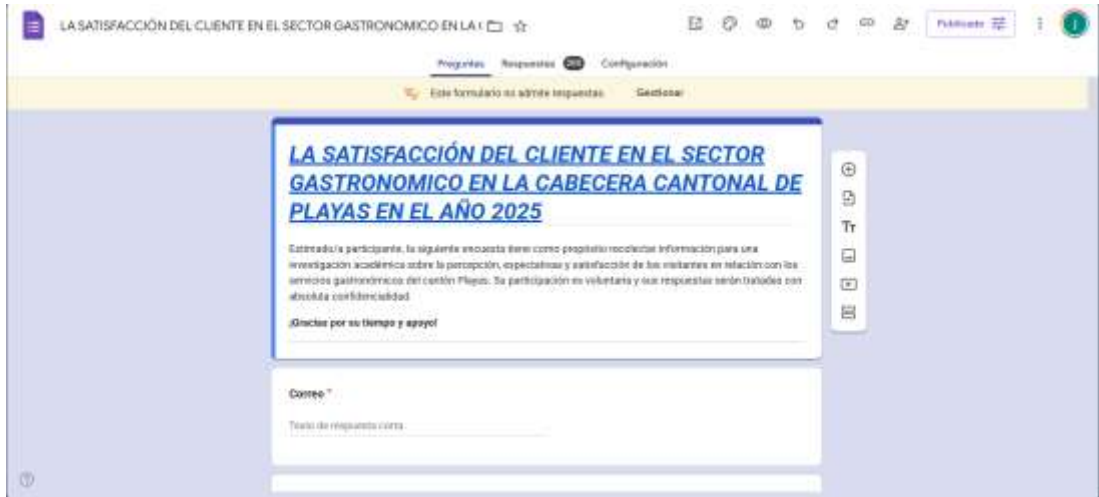 LA SATISFACCIÓN DEL CLIENTE EN EL SECTOR GASTRONOMICO EN LA
Publicado
Preguntas Respuestas Configuración
Este formulario no admite respuestas Gestionar
LA SATISFACCIÓN DEL CLIENTE EN EL SECTOR
GASTRONOMICO EN LA CABECERA CANTONAL DE
PLAYAS EN EL AÑO 2025
Estimado/a participante, la siguiente encuesta tiene como propósito recolectar información para una
investigación académica sobre la percepción, expectativas y satisfacción de los visitantes en relación con los
servicios gastronómicos del cantón Playas. Su participación es voluntaria y sus respuestas serán tratadas con
absoluta confidencialidad.
¡Gracias por su tiempo y apoyo!
Tт
Correo *
Texto de respuesta corta